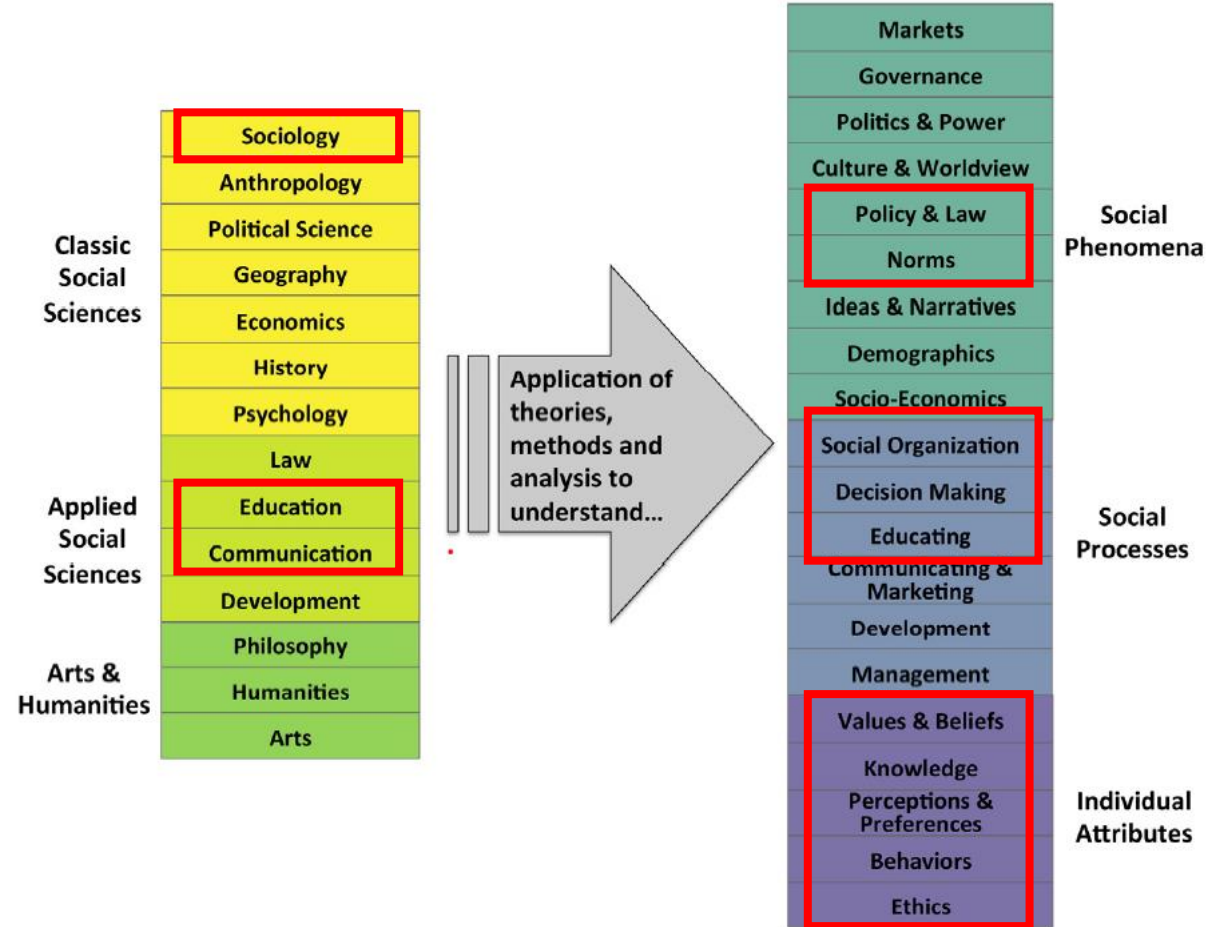 Classic
Social
Sciences
Applied
Social
Sciences
Arts &
Humanities
Sociology
Anthropology
Political Science
Geography
Economics
History
Psychology
Law
Education
Communication
Development
Philosophy
Humanities
Arts
Application of
theories,
methods and
analysis to
understand...
Markets
Governance
Politics & Power
Culture & Worldview
Policy & Law
Norms
Ideas & Narratives
Demographics
Socio-Economics
Social Organization
Decision Making
Educating
Communicating &
Marketing
Development
Management
Values & Beliefs
Knowledge
Perceptions &
Preferences
Behaviors
Ethics
Social
Phenomena
Social
Processes
Individual
Attributes